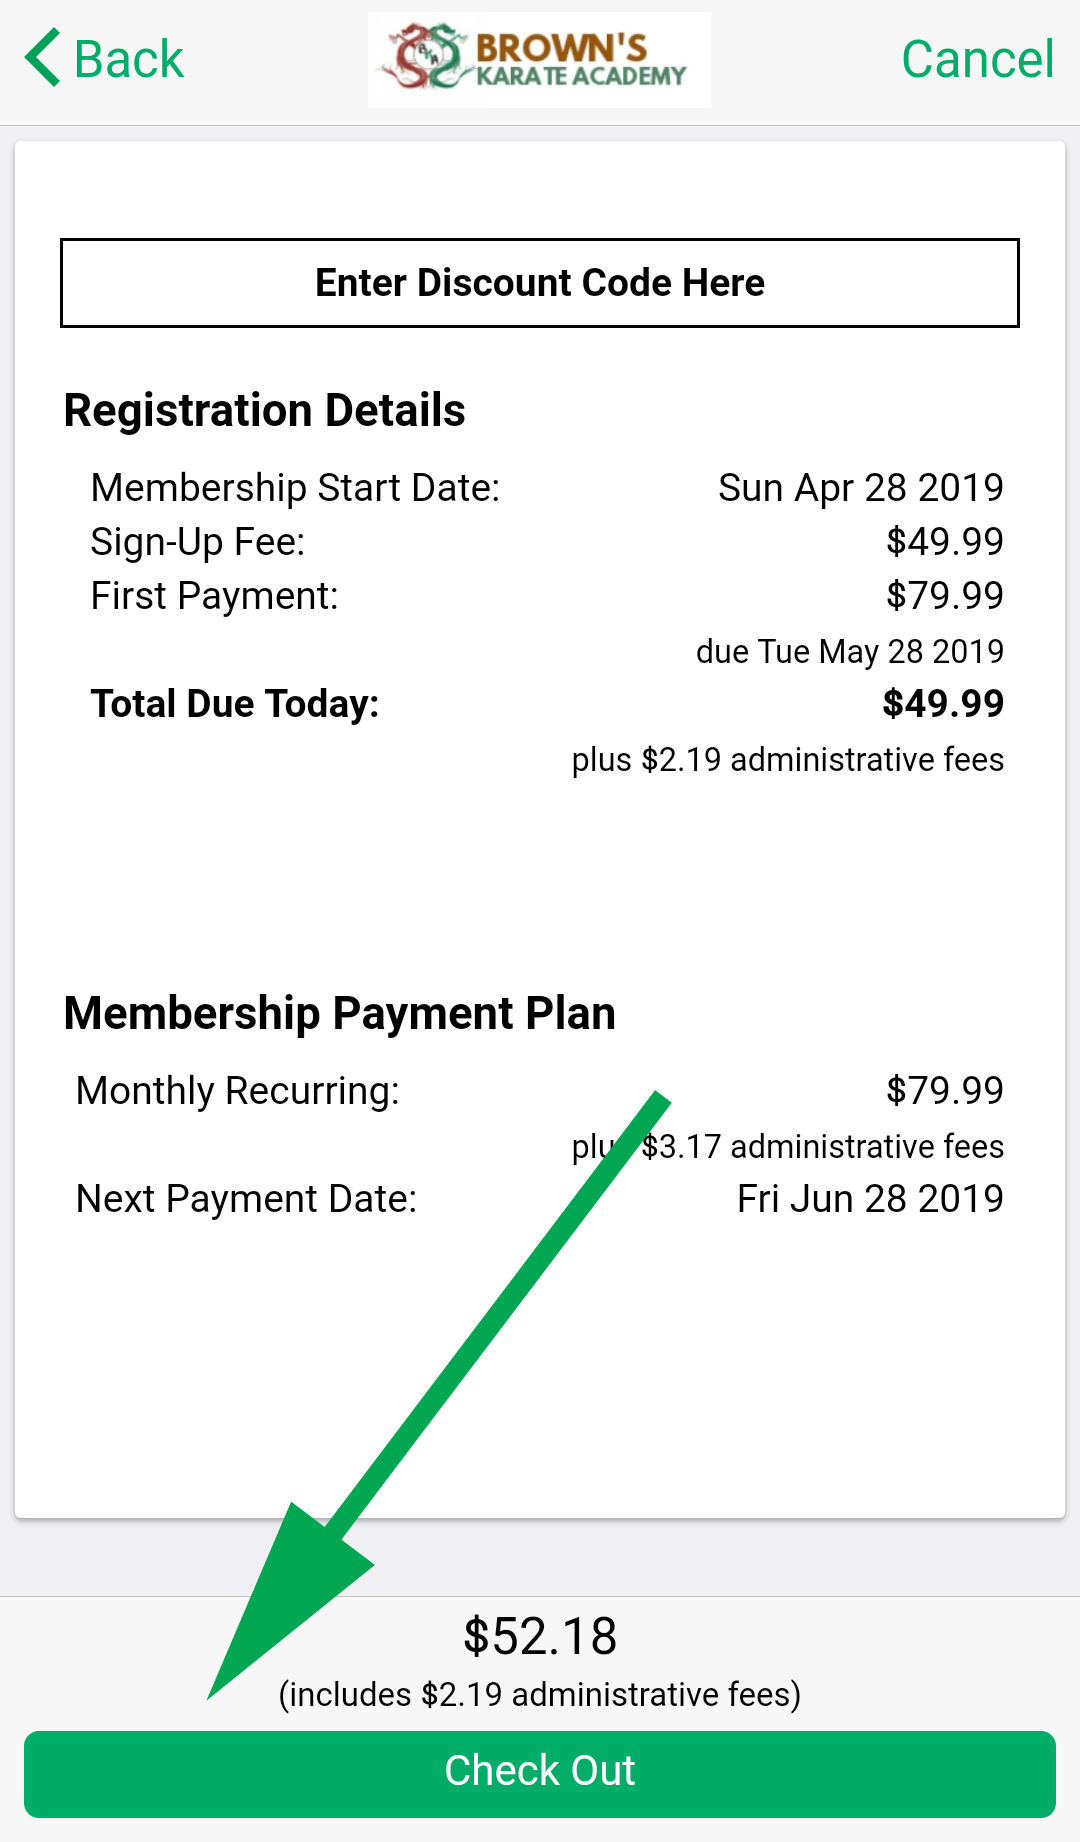 Back
BKA
BROWN'S
KARATE ACADEMY
Cancel
Enter Discount Code Here
Registration Details
Membership Start Date: Sun Apr 28 2019
Sign-Up Fee: $49.99
First Payment: $79.99
due Tue May 28 2019
Total Due Today: $49.99
plus $2.19 administrative fees
Membership Payment Plan
Monthly Recurring: $79.99
plus $3.17 administrative fees
Next Payment Date: Fri Jun 28 2019
$52.18
(includes $2.19 administrative fees)
Check Out